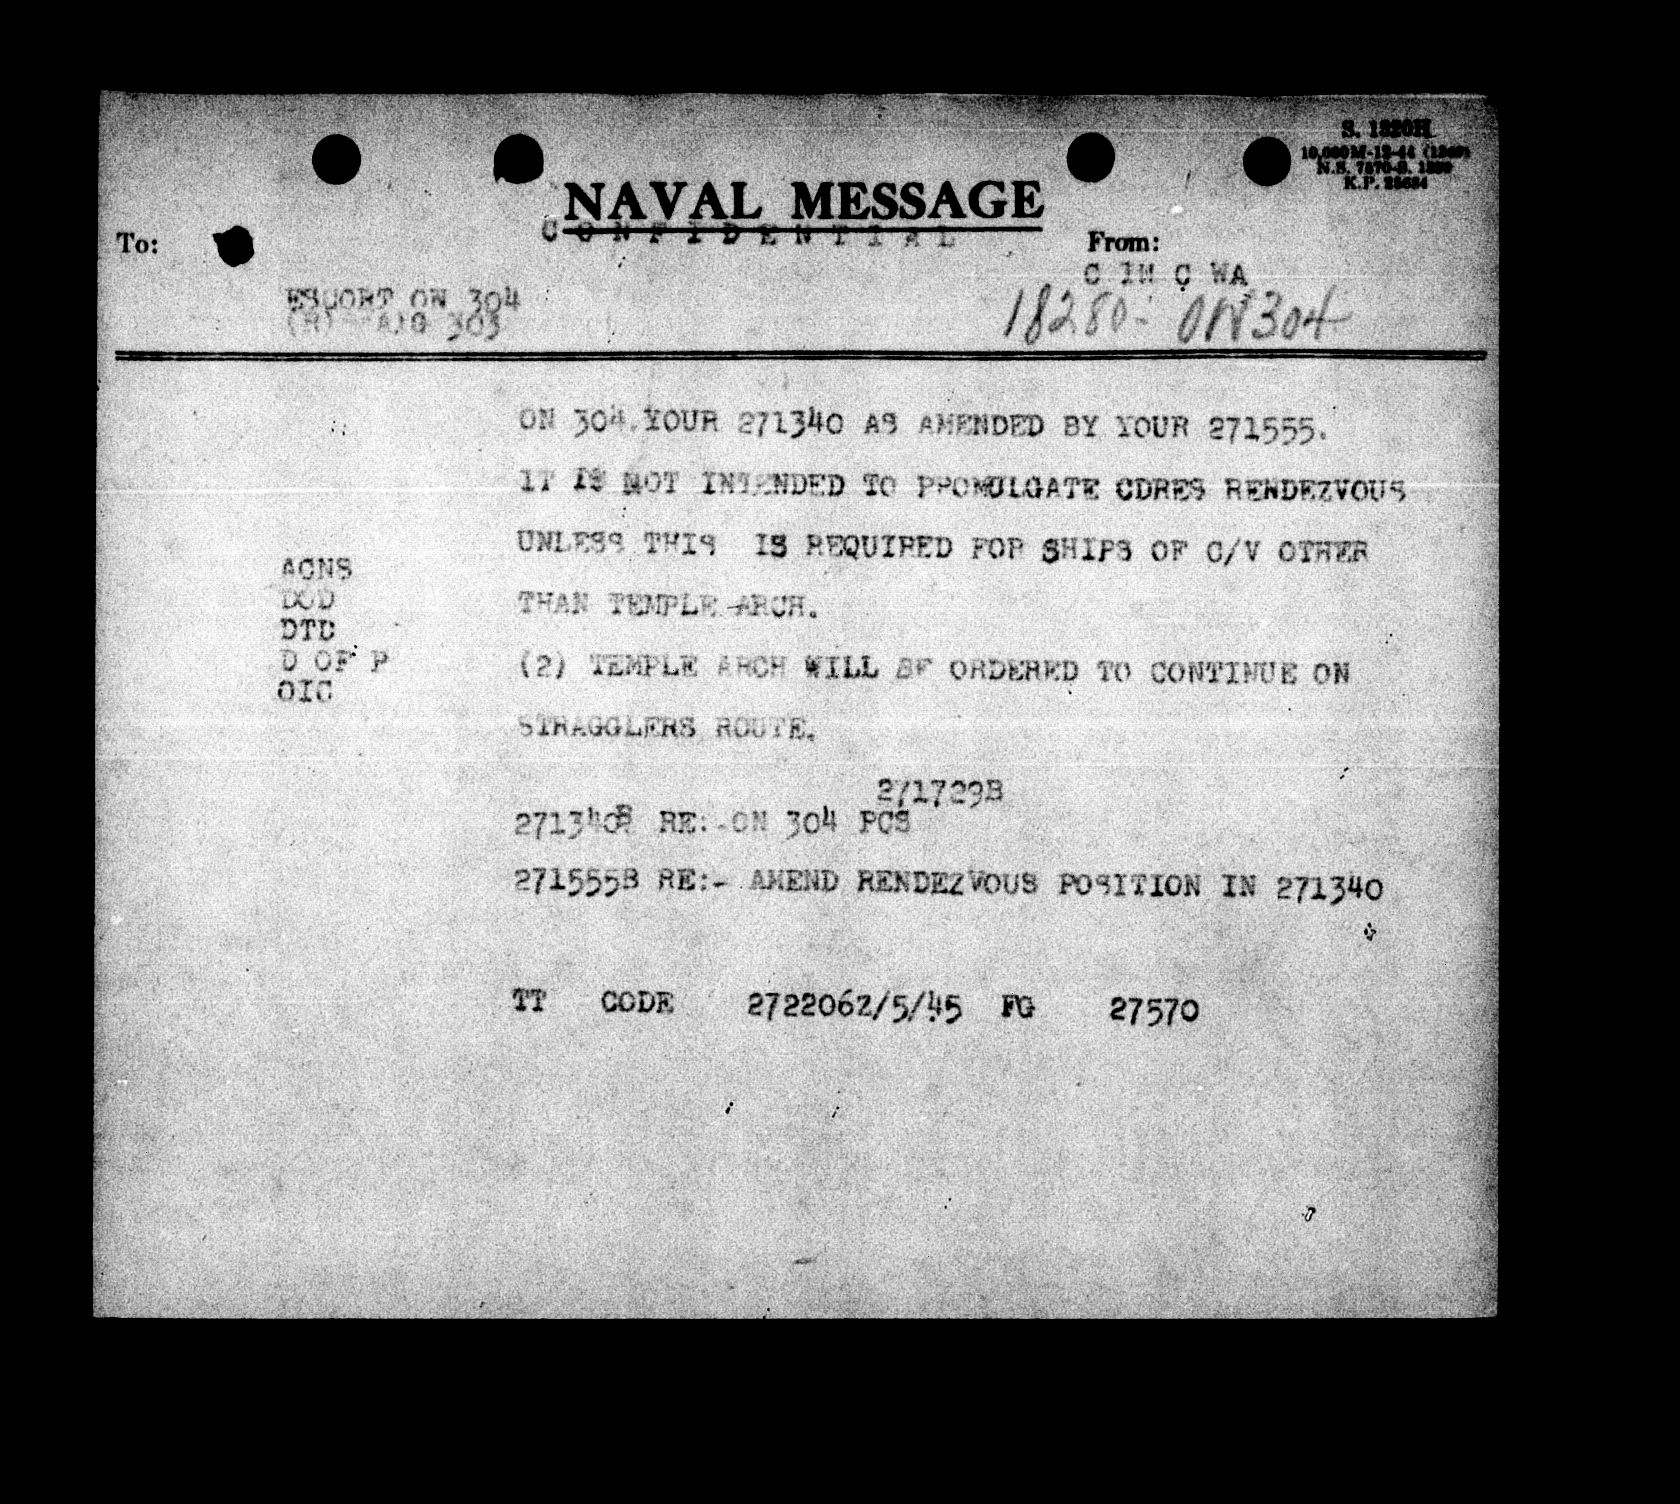 S. 1320H
NAVAL MESSAGE
CONFIDENTIAL
To:
From:
C IN C WA
ESCORT ON 304
(R) AIG 303
18280- ON 304
ON 304. YOUR 271340 AS AMENDED BY YOUR 271555.
IT IS NOT INTENDED TO PROMULGATE CDRES RENDEZVOUS
UNLESS THIS IS REQUIRED FOR SHIPS OF C/V OTHER
THAN TEMPLE ARCH.
(2) TEMPLE ARCH WILL BE ORDERED TO CONTINUE ON
STRAGGLERS ROUTE.
ACNS
DOD
DTD
D OF P
OIC
271729B
271340B RE:-ON 304 PCS
271555B RE:- AMEND RENDEZVOUS POSITION IN 271340
TT CODE 272206Z/5/45 FG 27570